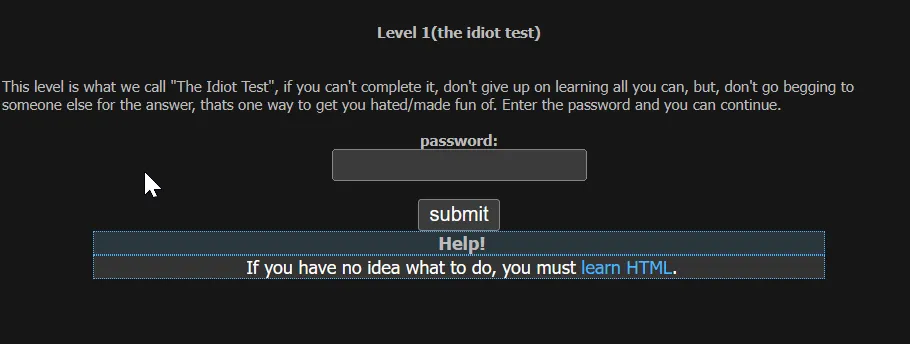 Level 1(the idiot test)
This level is what we call "The Idiot Test", if you can't complete it, don't give up on learning all you can, but, don't go begging to
someone else for the answer, thats one way to get you hated/made fun of. Enter the password and you can continue.
password:
submit
Help!
If you have no idea what to do, you must learn HTML.